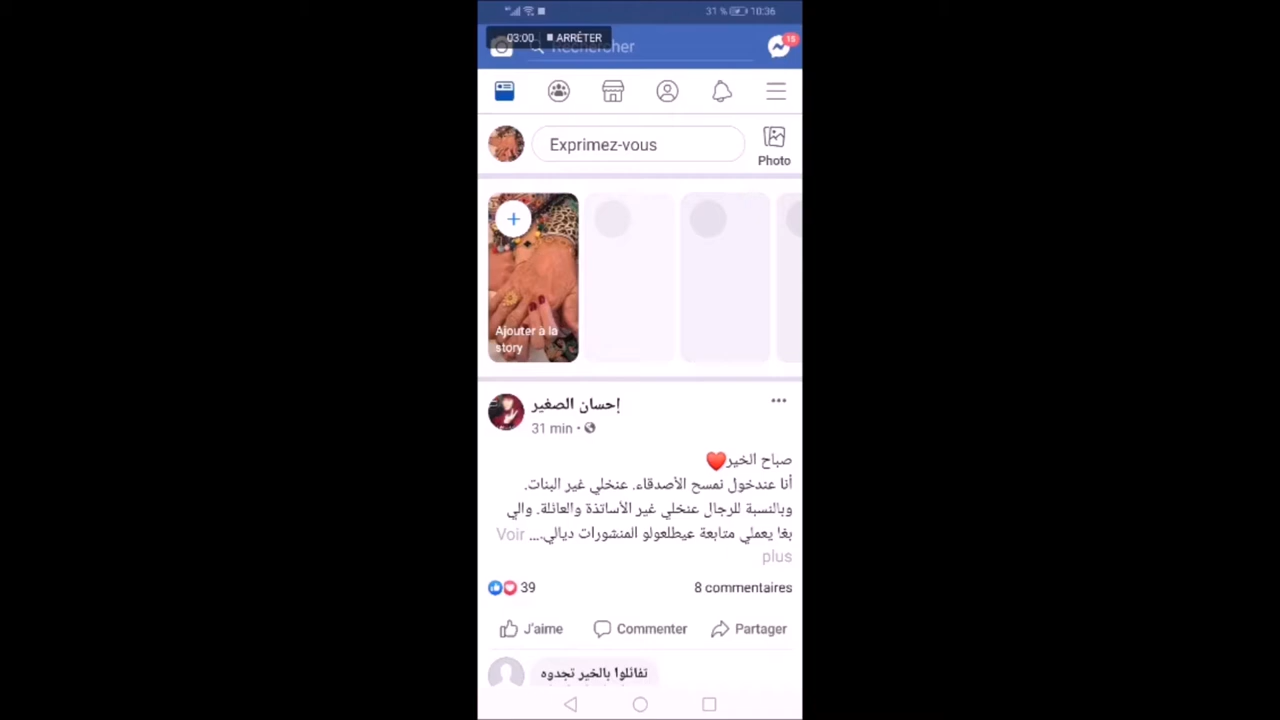 31 % 10:36
03:00 ARRÊTER
Rechercher
15
Exprimez-vous
Photo
Ajouter à la
story
إحسان الصغير
31 min •
صباح الخير❤️
أنا عندخول نمسح الأصدقاء. عنخلي غير البنات.
وبالنسبة للرجال عنخلي غير الأساتذة والعائلة. والي
بغا يعملي متابعة عيطلعولو المنشورات ديالي.... Voir
plus
39
8 commentaires
J'aime
Commenter
Partager
تفائلوا بالخير تجدوه